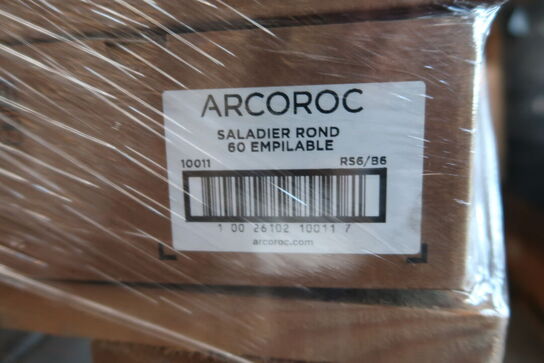 ARCOROC
SALADIER ROND
60 EMPILABLE
10011 RS6/B6
1 00 26102 10011 7
arcoroc.com